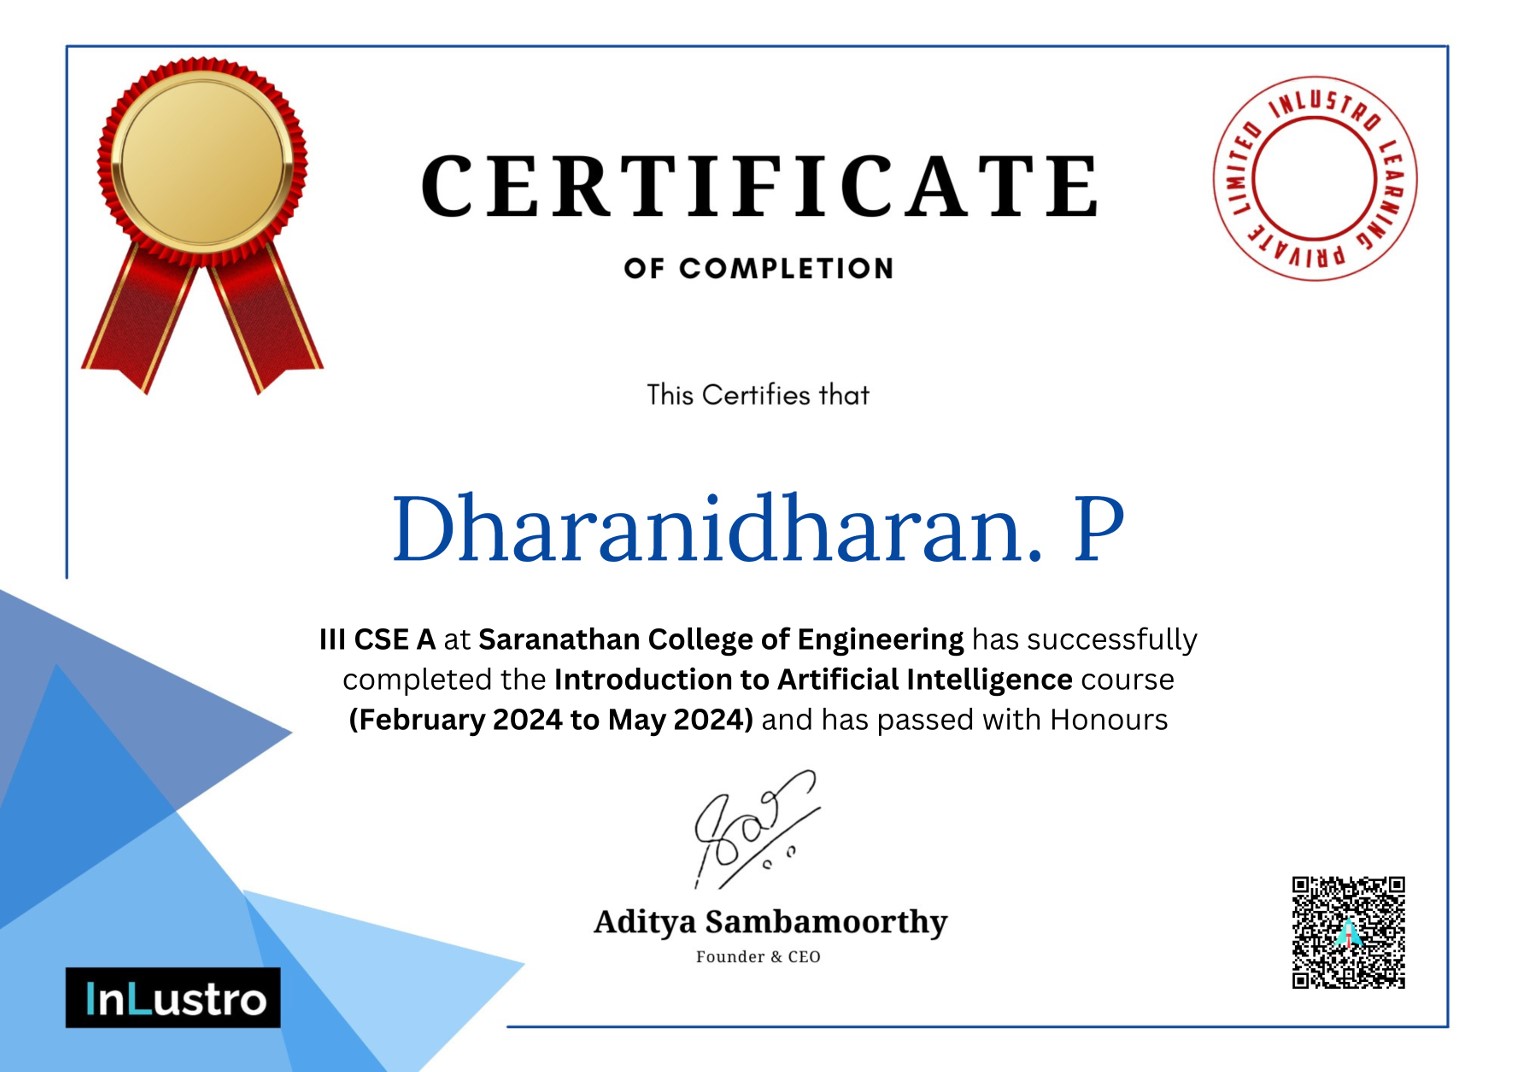 CERTIFICATE
OF COMPLETION
INLUSTRO LEARNING PRIVATE LIMITED
This Certifies that
Dharanidharan. P
III CSE A at Saranathan College of Engineering has successfully
completed the Introduction to Artificial Intelligence course
(February 2024 to May 2024) and has passed with Honours
Aditya Sambamoorthy
Founder & CEO
InLustro